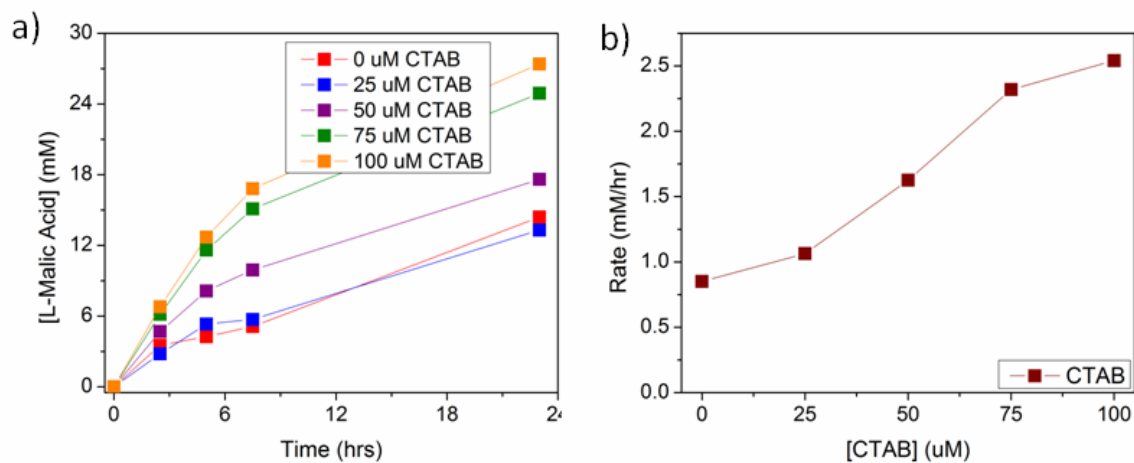 a)
30
24
18
12
6
0
[L-Malic Acid] (mM)
0 uM CTAB
25 uM CTAB
50 uM CTAB
75 uM CTAB
100 uM CTAB
0 6 12 18 24
Time (hrs)
b)
2.5
2.0
1.5
1.0
0.5
0.0
Rate (mM/hr)
CTAB
0 25 50 75 100
[CTAB] (uM)